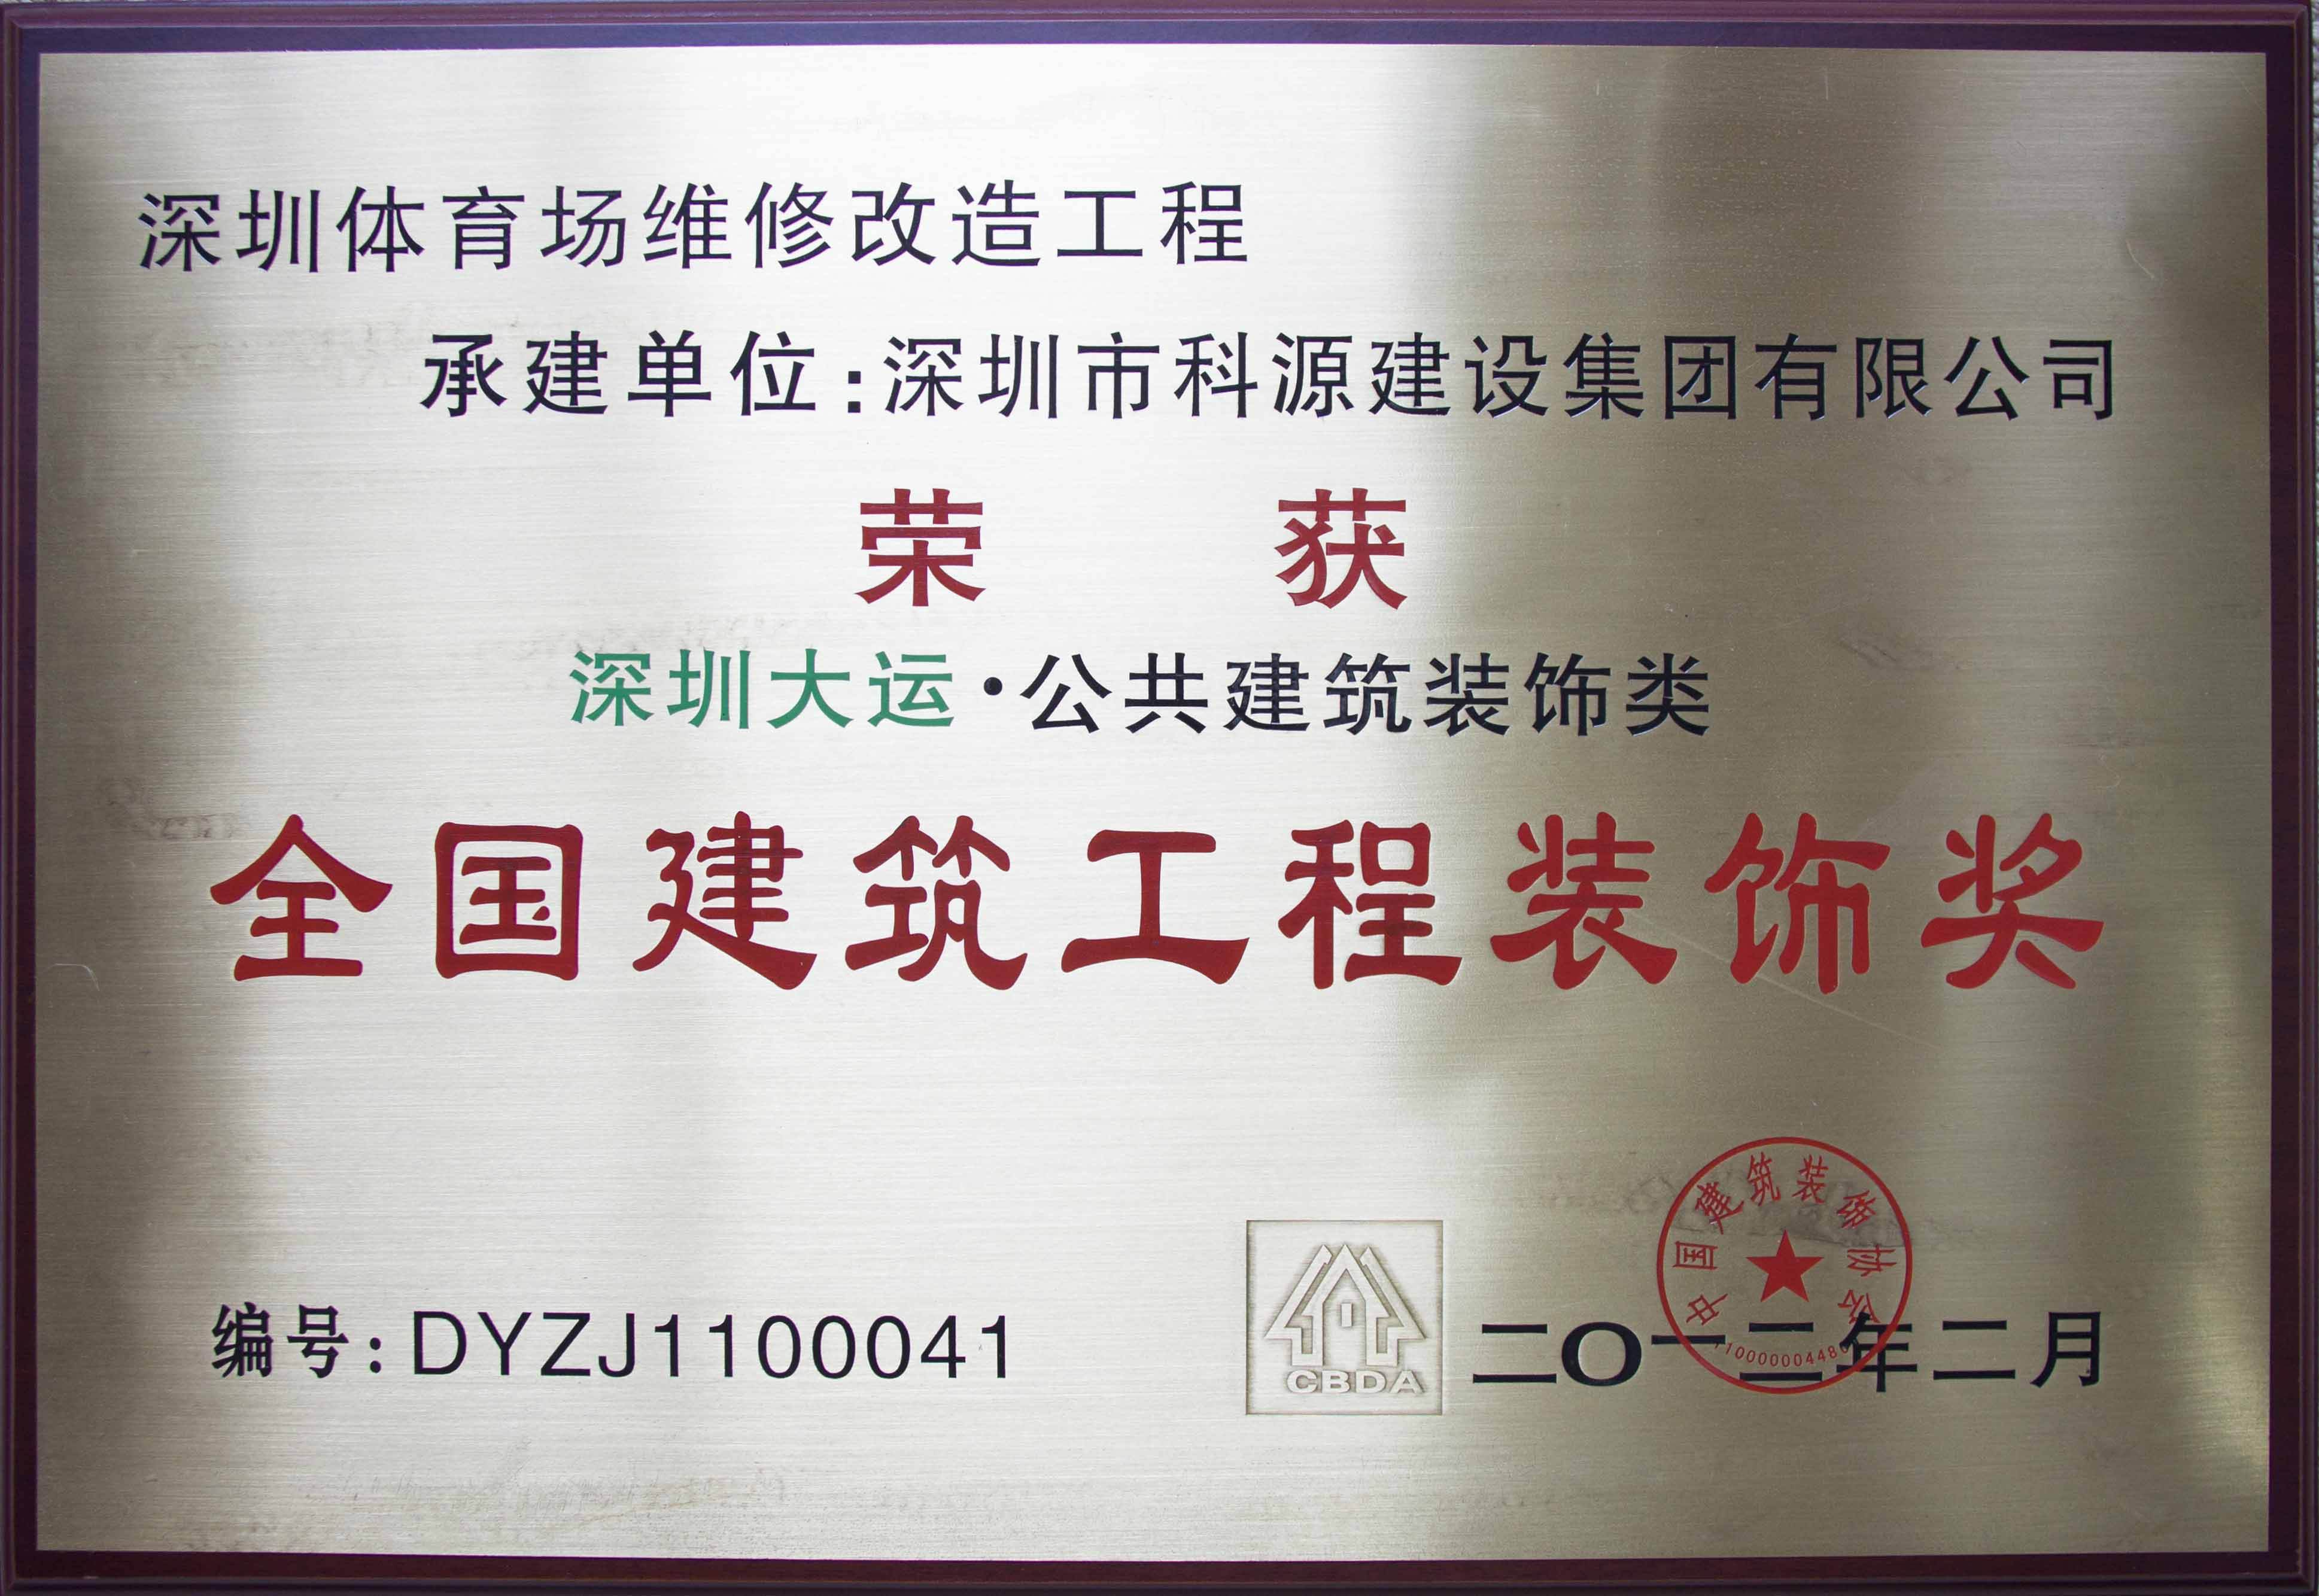 深圳体育场维修改造工程
承建单位:深圳市科源建设集团有限公司
荣 获
深圳大运·公共建筑装饰类
全国建筑工程装饰奖
中国建筑装饰协会
编号:DYZJ1100041
CBDA
二〇一二年二月